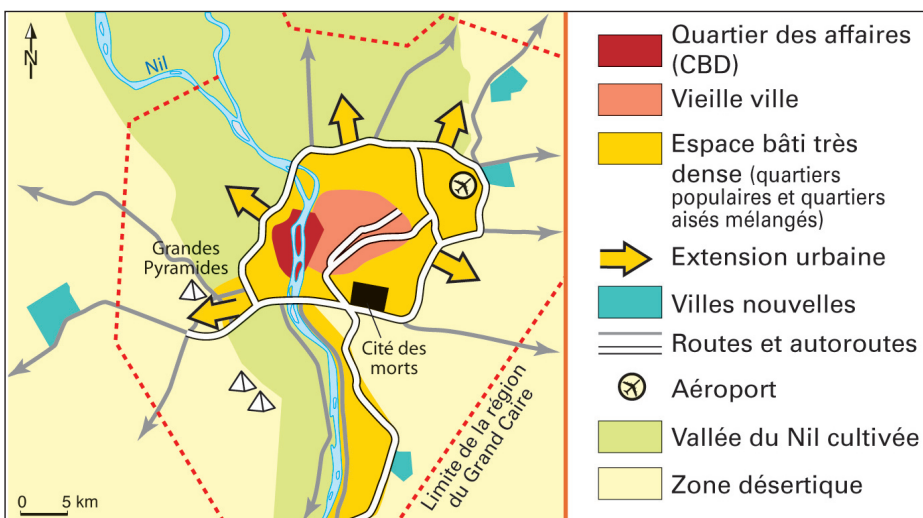 N
Nil
Grandes
Pyramides
Cité des
morts
Limite de la région
du Grand Caire
0 5 km
Quartier des affaires
(CBD)
Vieille ville
Espace bâti très
dense (quartiers
populaires et quartiers
aisés mélangés)
Extension urbaine
Villes nouvelles
Routes et autoroutes
Aéroport
Vallée du Nil cultivée
Zone désertique